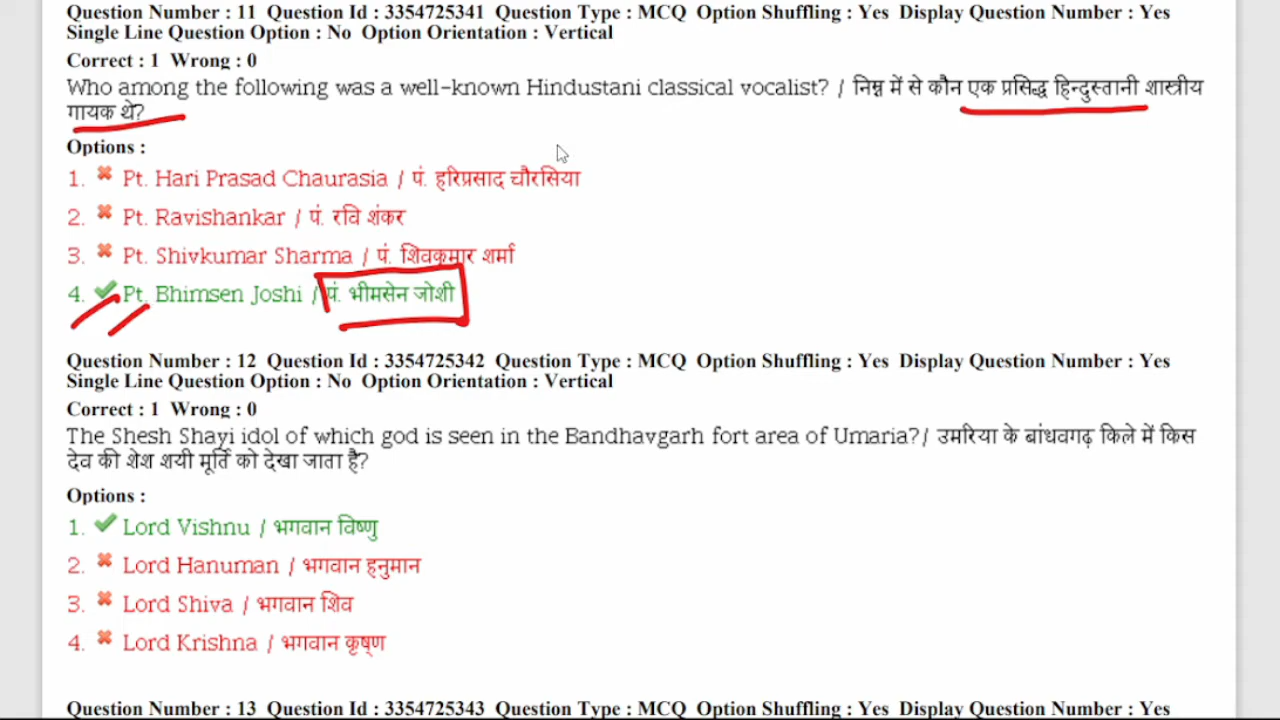 Question Number : 11 Question Id : 3354725341 Question Type : MCQ Option Shuffling : Yes Display Question Number : Yes
Single Line Question Option : No Option Orientation : Vertical
Correct : 1 Wrong : 0
Who among the following was a well-known Hindustani classical vocalist? / निम्न में से कौन एक प्रसिद्ध हिन्दुस्तानी शास्त्रीय
गायक थे?
Options :
1. Pt. Hari Prasad Chaurasia / पं. हरिप्रसाद चौरसिया
2. Pt. Ravishankar / पं. रवि शंकर
3. Pt. Shivkumar Sharma / पं. शिवकुमार शर्मा
4. Pt. Bhimsen Joshi / पं. भीमसेन जोशी
Question Number : 12 Question Id : 3354725342 Question Type : MCQ Option Shuffling : Yes Display Question Number : Yes
Single Line Question Option : No Option Orientation : Vertical
Correct : 1 Wrong : 0
The Shesh Shayi idol of which god is seen in the Bandhavgarh fort area of Umaria?/ उमरिया के बांधवगढ़ किले में किस
देव की शेश शयी मूर्ति को देखा जाता है?
Options :
1. Lord Vishnu / भगवान विष्णु
2. Lord Hanuman / भगवान हनुमान
3. Lord Shiva / भगवान शिव
4. Lord Krishna / भगवान कृष्ण
Question Number : 13 Question Id : 3354725343 Question Type : MCQ Option Shuffling : Yes Display Question Number : Yes